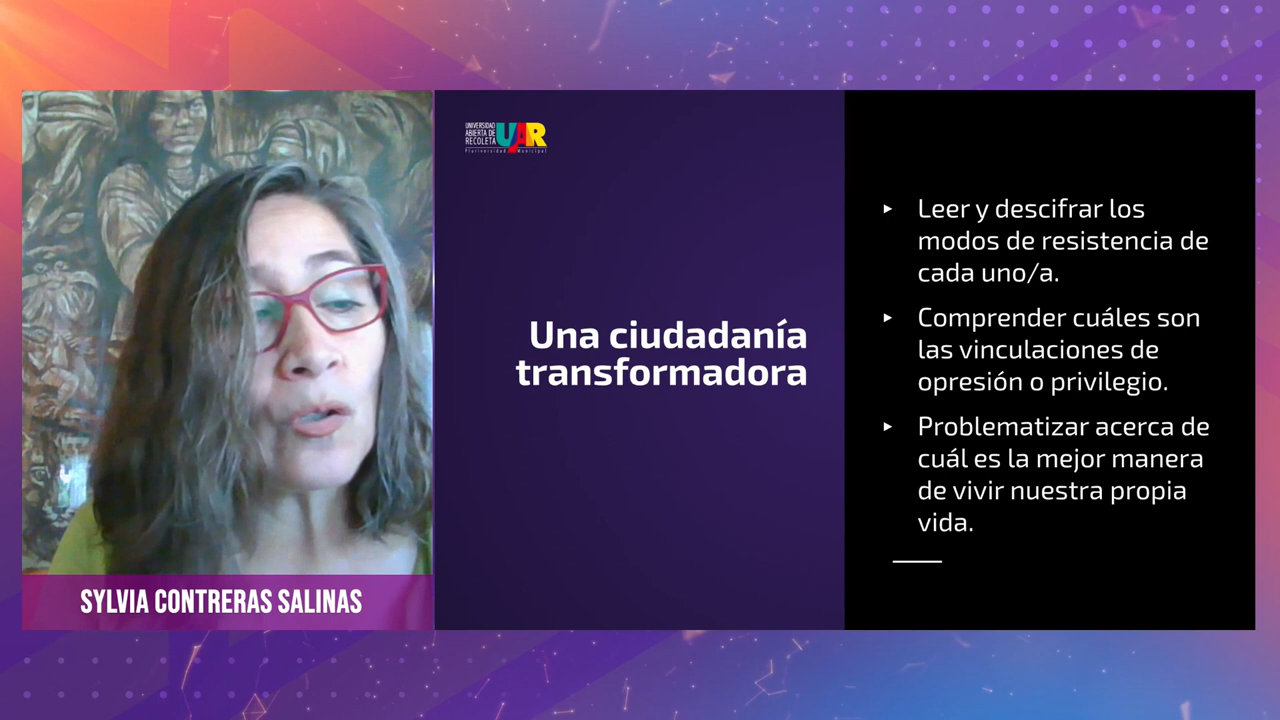 UNIVERSIDAD
ABIERTA DE
RECOLETA
UAR
Pluriversidad Municipal
Una ciudadanía
transformadora
▸ Leer y descifrar los
modos de resistencia de
cada uno/a.
▸ Comprender cuáles son
las vinculaciones de
opresión o privilegio.
▸ Problematizar acerca de
cuál es la mejor manera
de vivir nuestra propia
vida.
SYLVIA CONTRERAS SALINAS